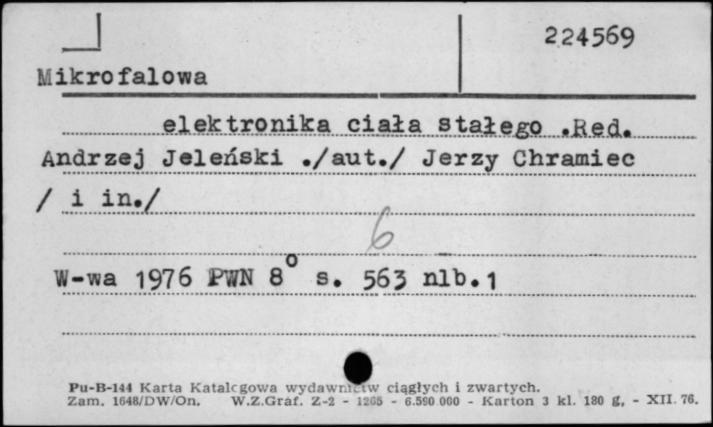 224569
Mikrofalowa
elektronika ciała stałego .Red.
Andrzej Jeleński ./aut./ Jerzy Chramiec
/ i in./
6
W-wa 1976 PWN 8° s. 563 nlb.1
Pu-B-144 Karta Katalogowa wydawnictw ciągłych i zwartych.
Zam. 1648/DW/On. W.Z.Graf. Z-2 - 1265 - 6.590 000 - Karton 3 kl. 180 g, - XII. 76.